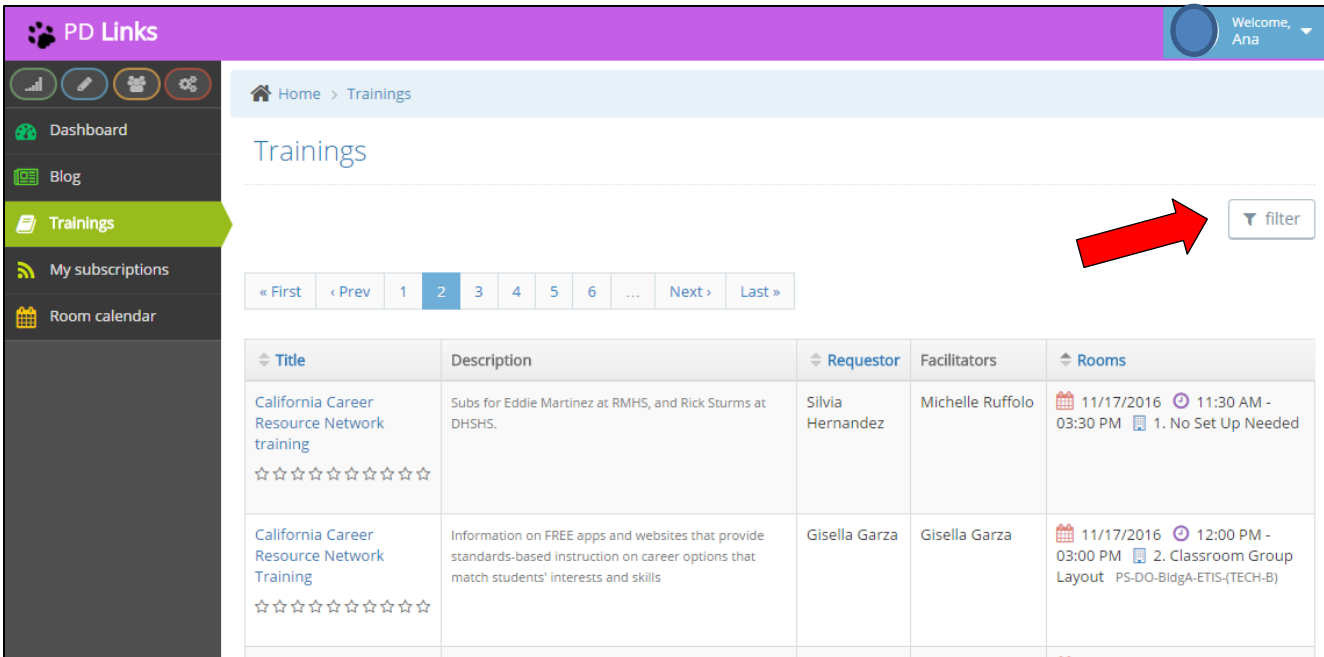 PD Links
Welcome,
Ana
Home > Trainings
Dashboard
Blog
Trainings
My subscriptions
Room calendar
Trainings
filter
« First ‹ Prev 1 2 3 4 5 6 … Next › Last »
Title Description Requestor Facilitators Rooms
California Career
Resource Network
training
Subs for Eddie Martinez at RMHS, and Rick Sturms at
DHSHS.
Silvia
Hernandez
Michelle Ruffolo
11/17/2016 11:30 AM -
03:30 PM 1. No Set Up Needed
California Career
Resource Network
Training
Information on FREE apps and websites that provide
standards-based instruction on career options that
match students' interests and skills
Gisella Garza
Gisella Garza
11/17/2016 12:00 PM -
03:00 PM 2. Classroom Group
Layout PS-DO-BldgA-ETIS-(TECH-B)